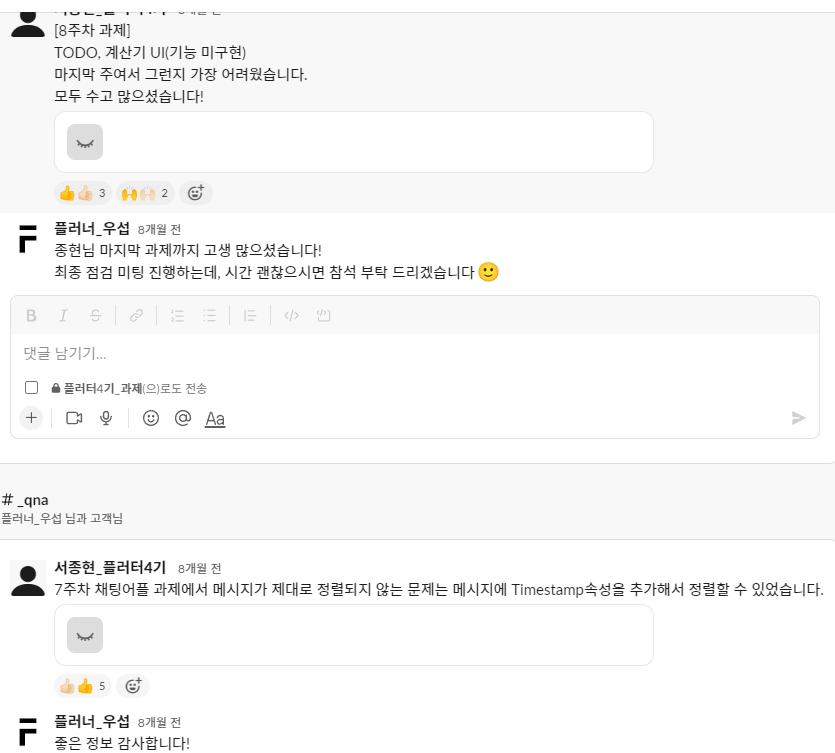 [8주차 과제]
TODO, 계산기 UI(기능 미구현)
마지막 주여서 그런지 가장 어려웠습니다.
모두 수고 많으셨습니다!
3
2
플러너_우섭 8개월 전
종현님 마지막 과제까지 고생 많으셨습니다!
최종 점검 미팅 진행하는데, 시간 괜찮으시면 참석 부탁 드리겠습니다
댓글 남기기...
플러터4기_과제(으)로도 전송
Aa
# _qna
플러너_우섭 님과 고객님
서종현_플러터4기 8개월 전
7주차 채팅어플 과제에서 메시지가 제대로 정렬되지 않는 문제는 메시지에 Timestamp속성을 추가해서 정렬할 수 있었습니다.
5
플러너_우섭 8개월 전
좋은 정보 감사합니다!